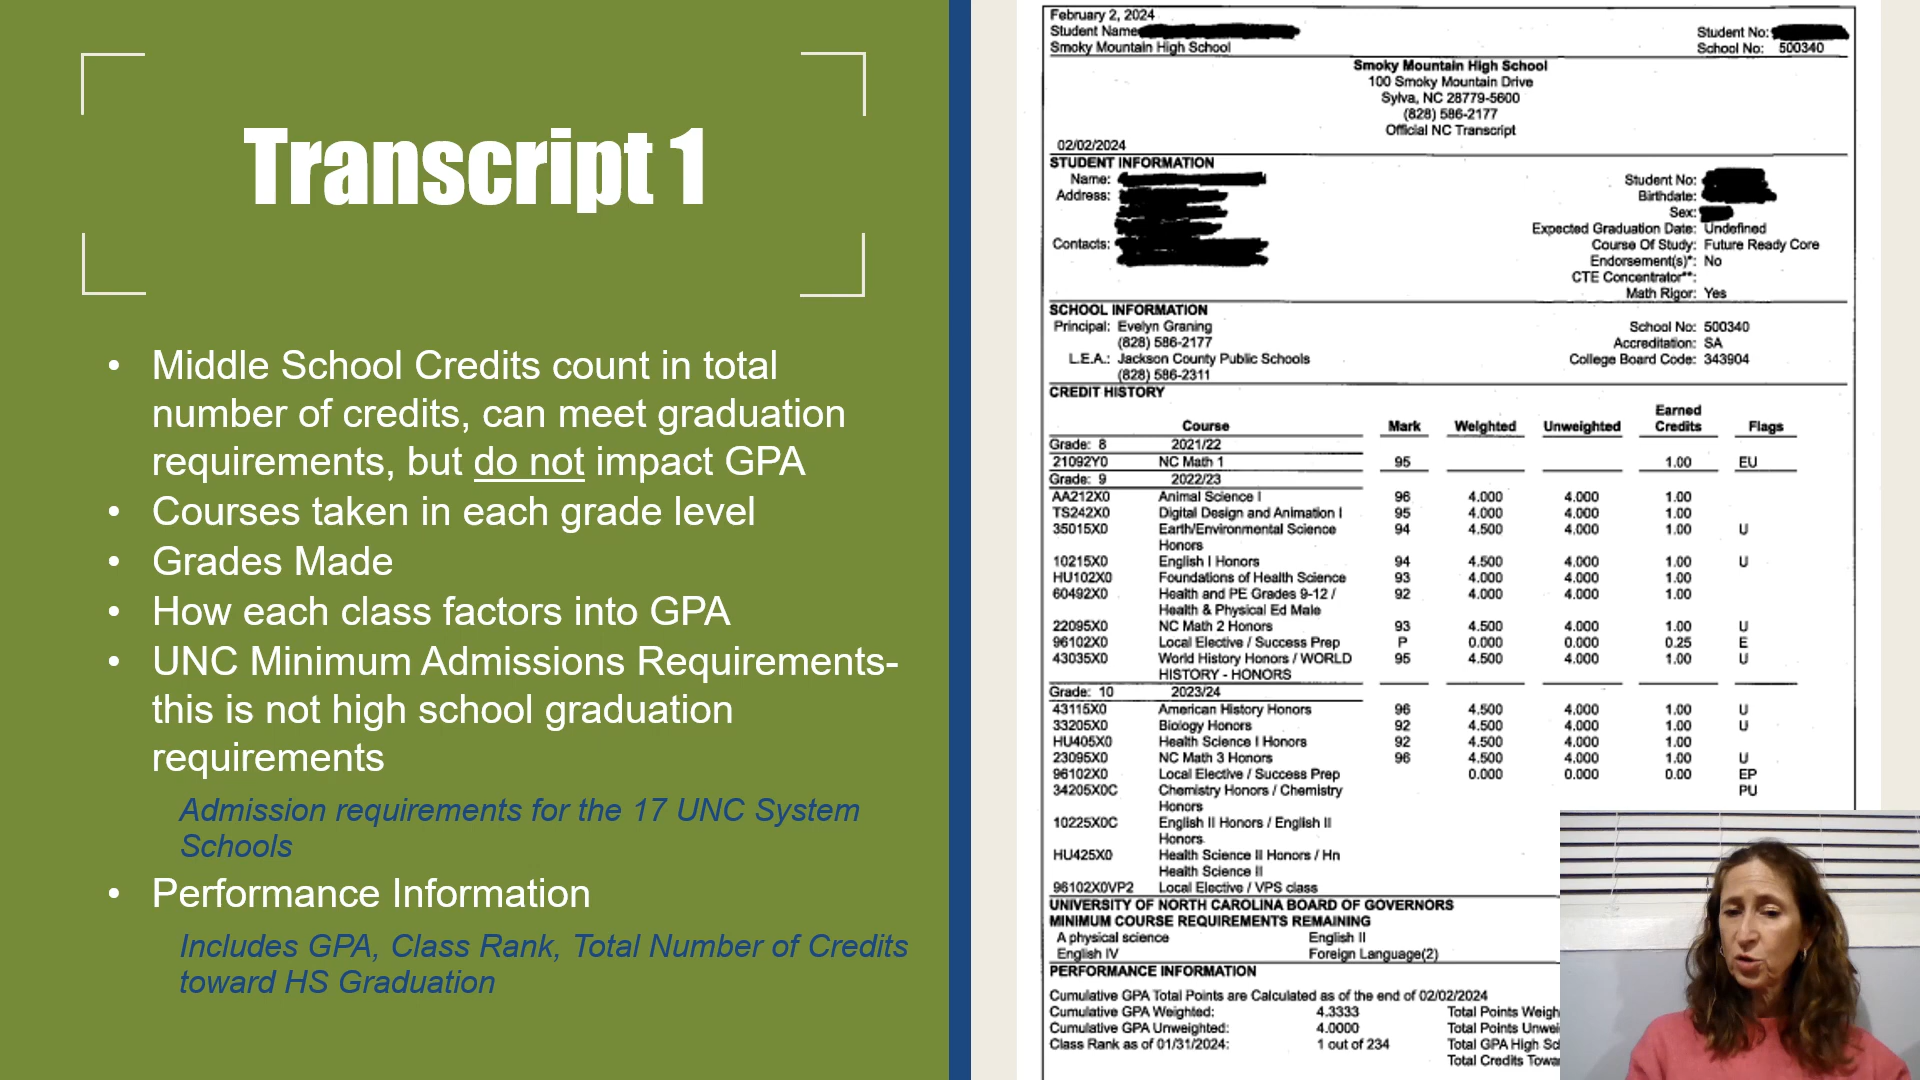 Transcript 1
• Middle School Credits count in total
number of credits, can meet graduation
requirements, but do not impact GPA
• Courses taken in each grade level
• Grades Made
• How each class factors into GPA
• UNC Minimum Admissions Requirements-
this is not high school graduation
requirements
Admission requirements for the 17 UNC System
Schools
• Performance Information
Includes GPA, Class Rank, Total Number of Credits
toward HS Graduation
February 2, 2024
Student Name
Student No:
Smoky Mountain High School
School No: 500340
Smoky Mountain High School
100 Smoky Mountain Drive
Sylva, NC 28779-5600
(828) 586-2177
Official NC Transcript
02/02/2024
STUDENT INFORMATION
Name:
Student No:
Address:
Birthdate:
Sex:
Expected Graduation Date: Undefined
Contacts:
Course Of Study: Future Ready Core
Endorsement(s)*: No
CTE Concentrator**:
Math Rigor: Yes
SCHOOL INFORMATION
Principal: Evelyn Graning School No: 500340
(828) 586-2177 Accreditation: SA
L.E.A.: Jackson County Public Schools College Board Code: 343904
(828) 586-2311
CREDIT HISTORY
Course Mark Weighted Unweighted Earned Credits Flags
Grade: 8 2021/22
21092Y0 NC Math 1 95 1.00 EU
Grade: 9 2022/23
AA212X0 Animal Science I 96 4.000 4.000 1.00
TS242X0 Digital Design and Animation I 95 4.000 4.000 1.00
35015X0 Earth/Environmental Science 94 4.500 4.000 1.00 U
Honors
10215X0 English I Honors 94 4.500 4.000 1.00 U
HU102X0 Foundations of Health Science 93 4.000 4.000 1.00
60492X0 Health and PE Grades 9-12 / 92 4.000 4.000 1.00
Health & Physical Ed Male
22095X0 NC Math 2 Honors 93 4.500 4.000 1.00 U
96102X0 Local Elective / Success Prep P 0.000 0.000 0.25 E
43035X0 World History Honors / WORLD 95 4.500 4.000 1.00 U
HISTORY - HONORS
Grade: 10 2023/24
43115X0 American History Honors 96 4.500 4.000 1.00 U
33205X0 Biology Honors 92 4.500 4.000 1.00 U
HU405X0 Health Science I Honors 92 4.500 4.000 1.00
23095X0 NC Math 3 Honors 96 4.500 4.000 1.00 U
96102X0 Local Elective / Success Prep 0.000 0.000 0.00 EP
34205X0C Chemistry Honors / Chemistry PU
Honors
10225X0C English II Honors / English II
Honors
HU425X0 Health Science II Honors / Hn
Health Science II
96102X0VP2 Local Elective / VPS class
UNIVERSITY OF NORTH CAROLINA BOARD OF GOVERNORS
MINIMUM COURSE REQUIREMENTS REMAINING
A physical science English II
English IV Foreign Language(2)
PERFORMANCE INFORMATION
Cumulative GPA Total Points are Calculated as of the end of 02/02/2024
Cumulative GPA Weighted: 4.3333 Total Points Weigh
Cumulative GPA Unweighted: 4.0000 Total Points Unwei
Class Rank as of 01/31/2024: 1 out of 234 Total GPA High Sc
Total Credits Towa